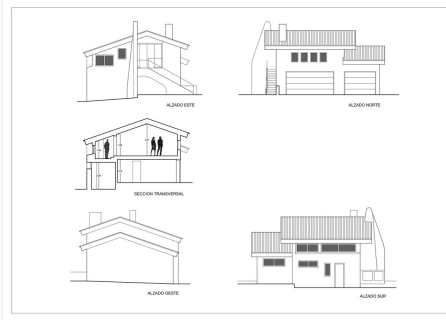 ALZADO ESTE
ALZADO NORTE
SECCION TRANSVERSAL
ALZADO OESTE
ALZADO SUR